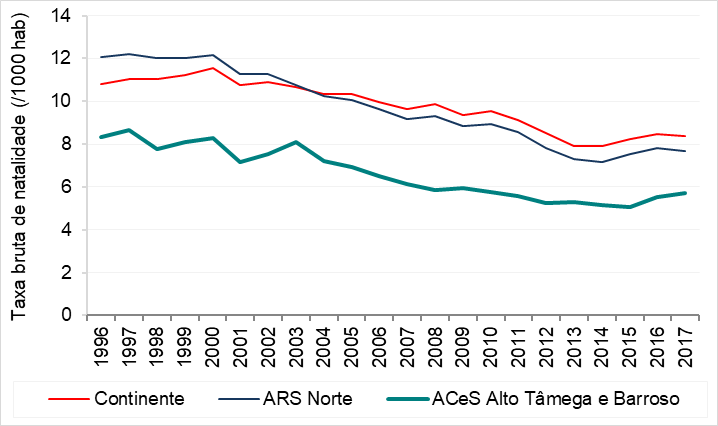 Taxa bruta de natalidade (/1000 hab)
14
12
10
8
6
4
2
0
1996 1997 1998 1999 2000 2001 2002 2003 2004 2005 2006 2007 2008 2009 2010 2011 2012 2013 2014 2015 2016 2017
Continente ARS Norte ACeS Alto Tâmega e Barroso